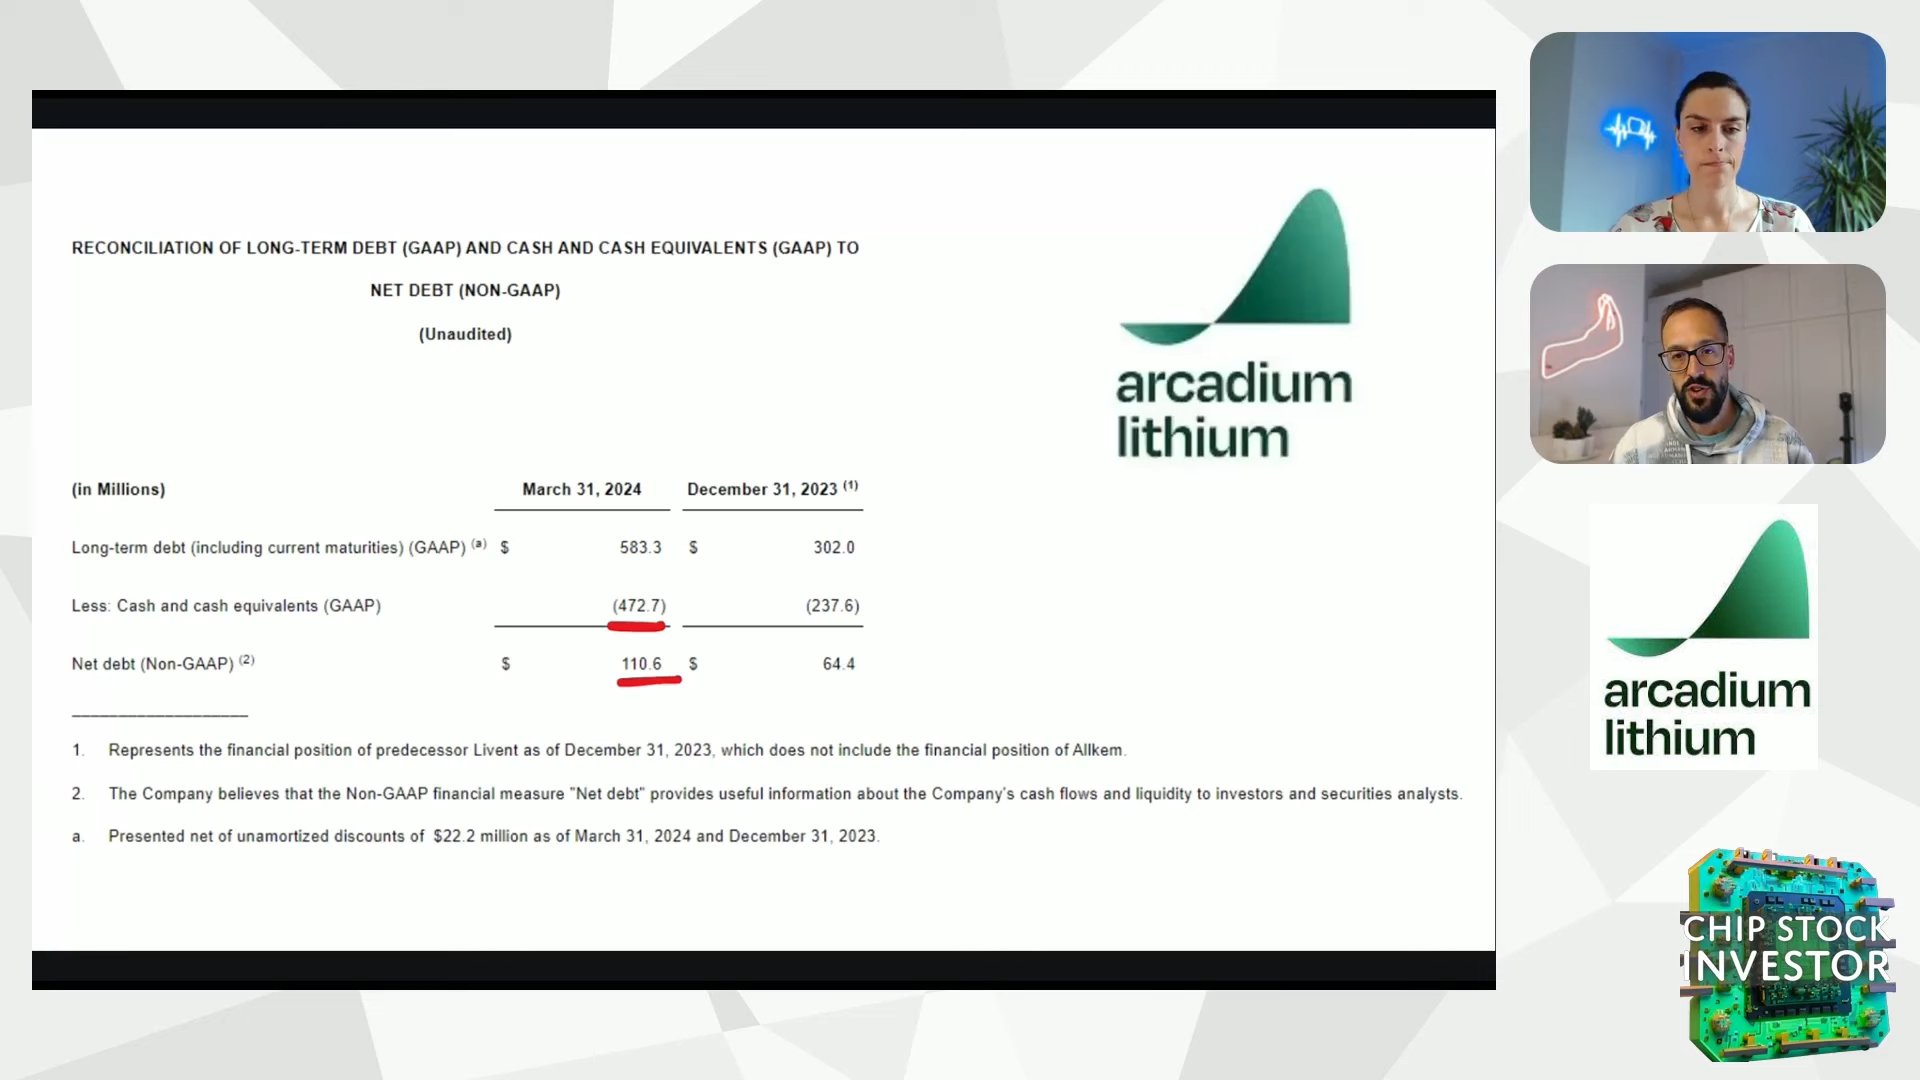 RECONCILIATION OF LONG-TERM DEBT (GAAP) AND CASH AND CASH EQUIVALENTS (GAAP) TO
NET DEBT (NON-GAAP)
(Unaudited)
arcadium
lithium
(in Millions) March 31, 2024 December 31, 2023 (1)
Long-term debt (including current maturities) (GAAP) (a) $ 583.3 $ 302.0
Less: Cash and cash equivalents (GAAP) (472.7) (237.6)
Net debt (Non-GAAP) (2) $ 110.6 $ 64.4
1. Represents the financial position of predecessor Livent as of December 31, 2023, which does not include the financial position of Allkem.
2. The Company believes that the Non-GAAP financial measure "Net debt" provides useful information about the Company's cash flows and liquidity to investors and securities analysts.
a. Presented net of unamortized discounts of $22.2 million as of March 31, 2024 and December 31, 2023.
arcadium
lithium
CHIP STOCK
INVESTOR